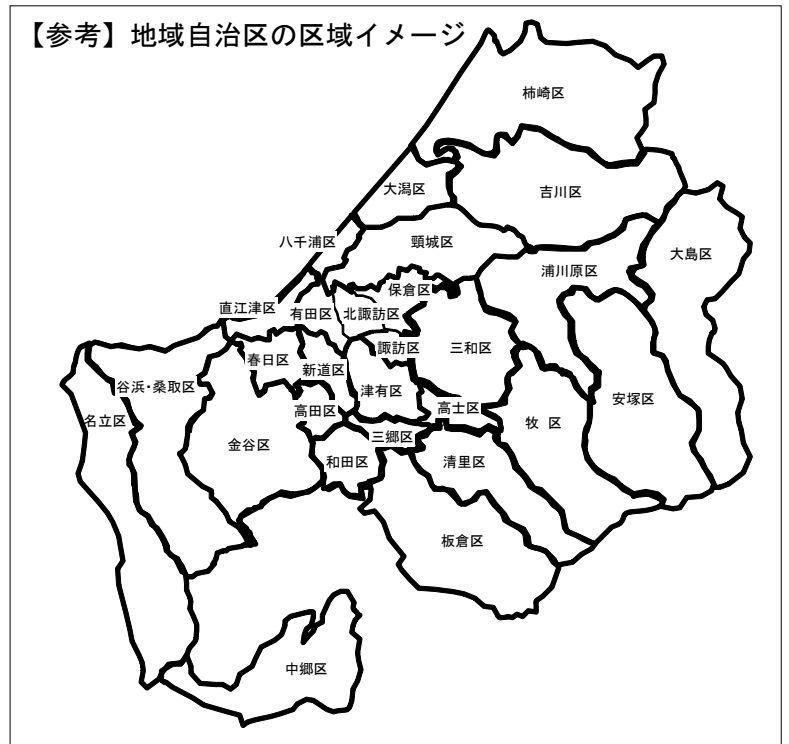 【参考】地域自治区の区域イメージ
柿崎区
大潟区
吉川区
八千浦区
頸城区
大島区
浦川原区
保倉区
直江津区
有田区
北諏訪区
諏訪区
三和区
春日区
新道区
谷浜・桑取区
津有区
安塚区
名立区
高田区
高士区
牧 区
金谷区
三郷区
和田区
清里区
板倉区
中郷区